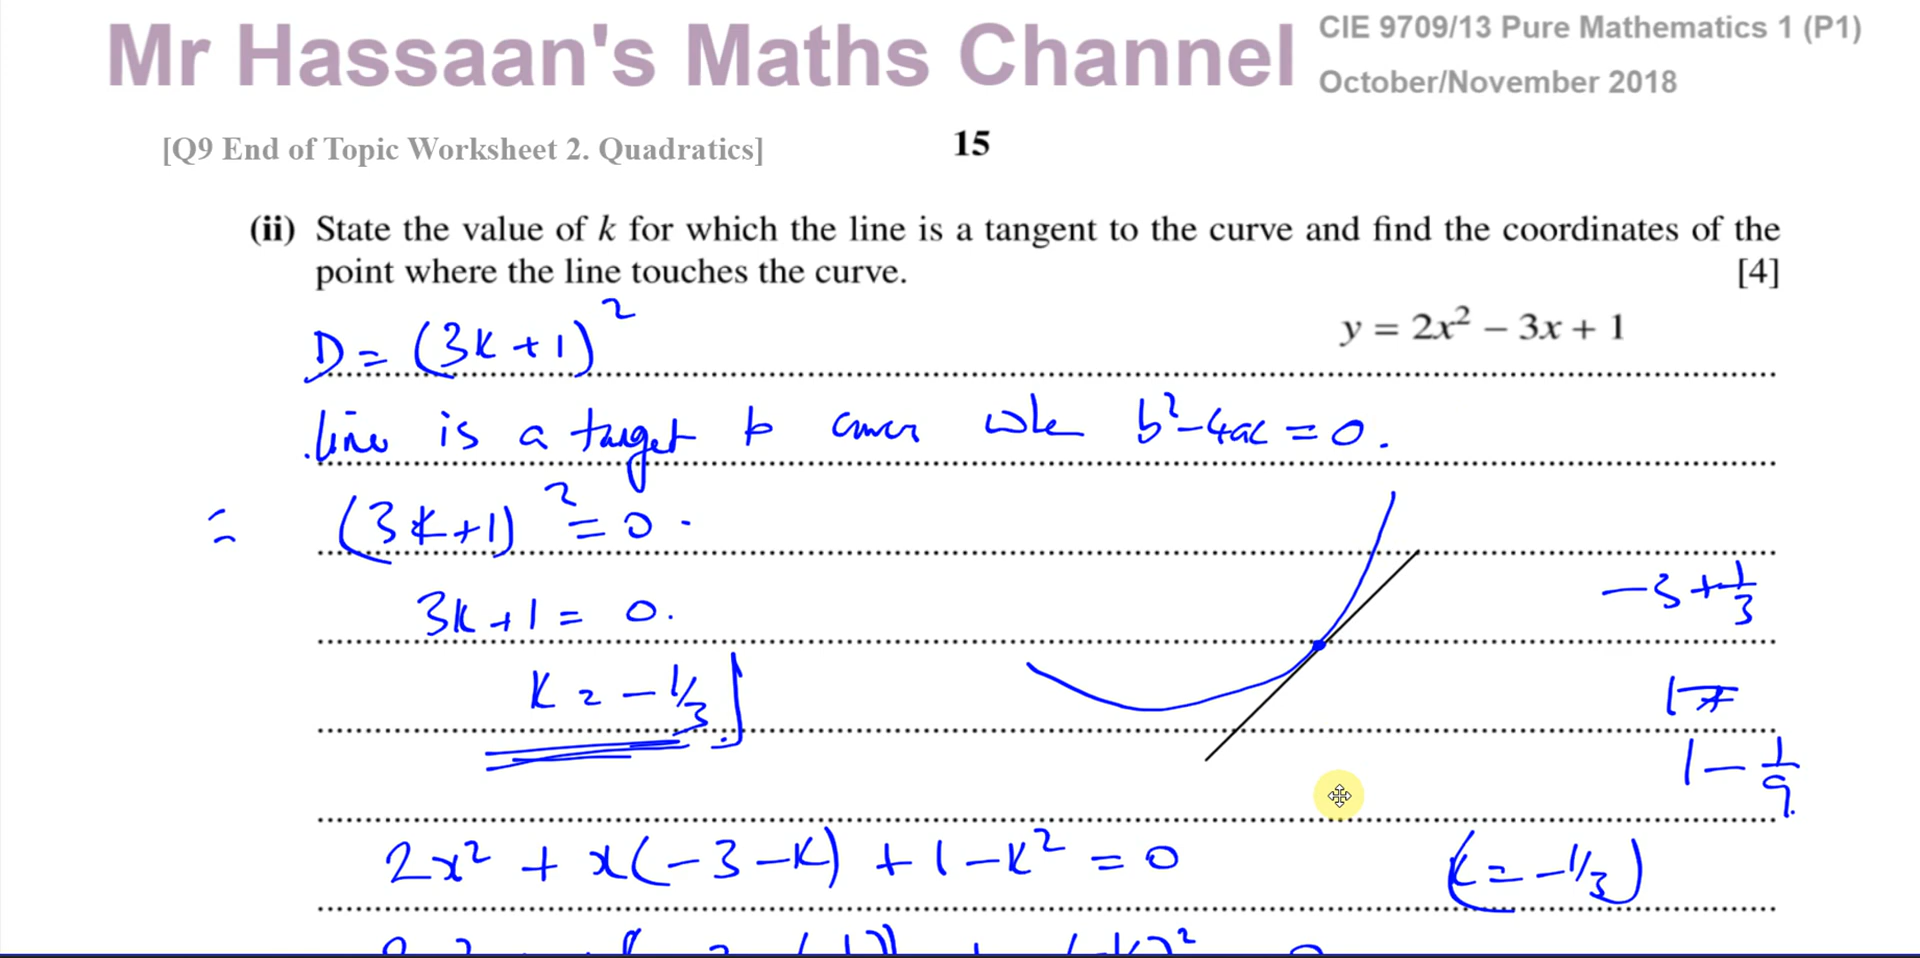 Mr Hassaan's Maths Channel
CIE 9709/13 Pure Mathematics 1 (P1)
October/November 2018
[Q9 End of Topic Worksheet 2. Quadratics]
15
(ii) State the value of k for which the line is a tangent to the curve and find the coordinates of the
point where the line touches the curve. [4]
y = 2x² − 3x + 1
D = (3k+1)²
line is a tanget to curve whe b²-4ac = 0.
= (3k+1)² = 0.
3k+1 = 0.
-3+1/3
k = -1/3
1 - 1/9
2x² + x(-3-k) + 1-k² = 0
(k = -1/3)